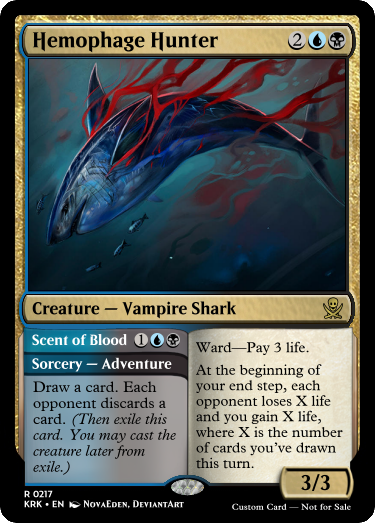 Hemophage Hunter 2
Creature — Vampire Shark
Scent of Blood 1
Sorcery — Adventure
Draw a card. Each
opponent discards a
card. (Then exile this
card. You may cast the
creature later from
exile.)
Ward—Pay 3 life.
At the beginning of
your end step, each
opponent loses X life
and you gain X life,
where X is the number
of cards you've drawn
this turn.
3/3
R 0217
KRK • EN NovaEden, DeviantArt
Custom Card — Not for Sale